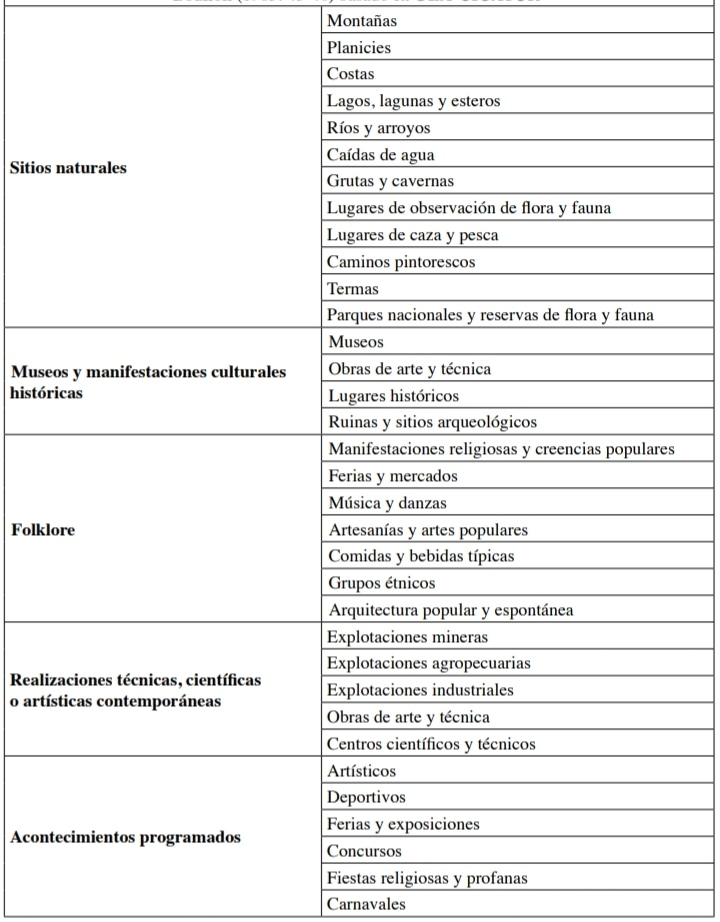 Montañas
Planicies
Costas
Lagos, lagunas y esteros
Ríos y arroyos
Caídas de agua
Sitios naturales
Grutas y cavernas
Lugares de observación de flora y fauna
Lugares de caza y pesca
Caminos pintorescos
Termas
Parques nacionales y reservas de flora y fauna
Museos y manifestaciones culturales
históricas
Museos
Obras de arte y técnica
Lugares históricos
Ruinas y sitios arqueológicos
Folklore
Manifestaciones religiosas y creencias populares
Ferias y mercados
Música y danzas
Artesanías y artes populares
Comidas y bebidas típicas
Grupos étnicos
Arquitectura popular y espontánea
Realizaciones técnicas, científicas
o artísticas contemporáneas
Explotaciones mineras
Explotaciones agropecuarias
Explotaciones industriales
Obras de arte y técnica
Centros científicos y técnicos
Acontecimientos programados
Artísticos
Deportivos
Ferias y exposiciones
Concursos
Fiestas religiosas y profanas
Carnavales